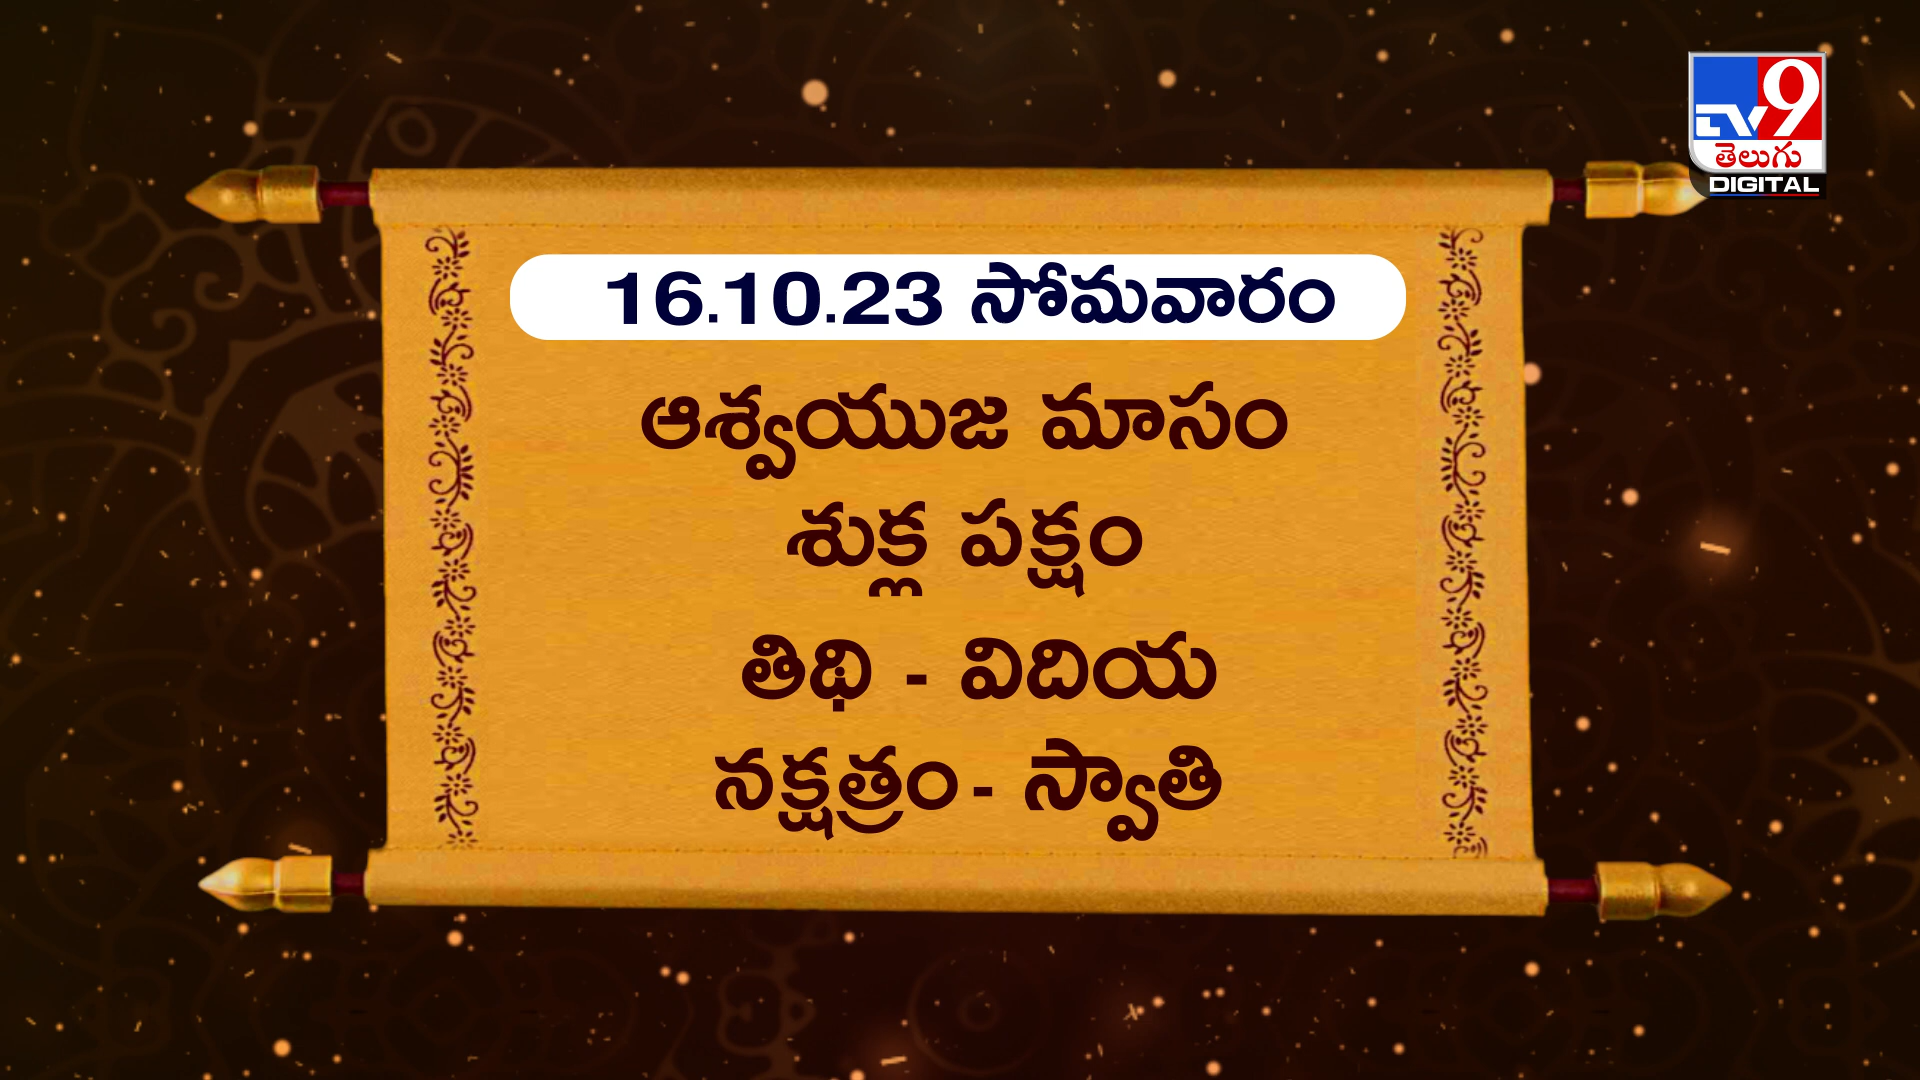 TV9
తెలుగు
DIGITAL
16.10.23 సోమవారం
ఆశ్వయుజ మాసం
శుక్ల పక్షం
తిథి - విదియ
నక్షత్రం - స్వాతి